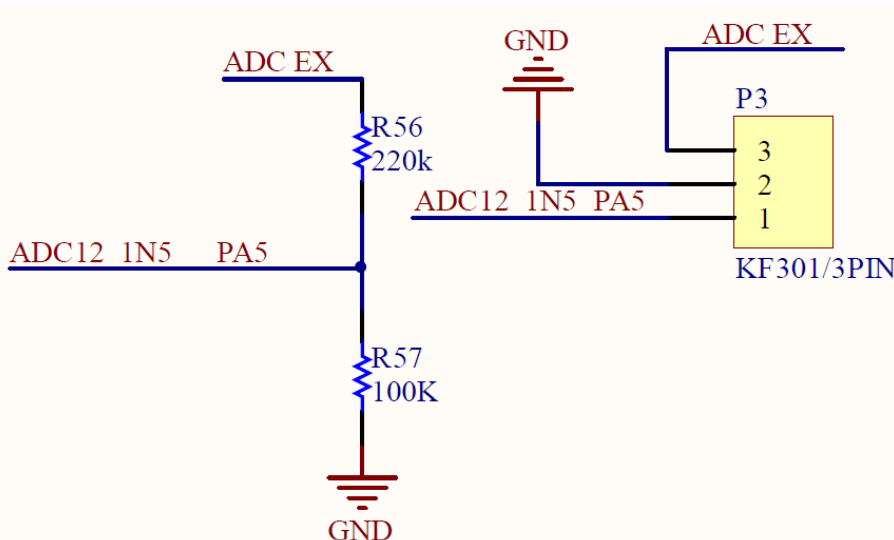 ADC EX
R56
220k
ADC12 1N5 PA5
R57
100K
GND
GND
ADC EX
P3
3
2
ADC12 1N5 PA5
1
KF301/3PIN